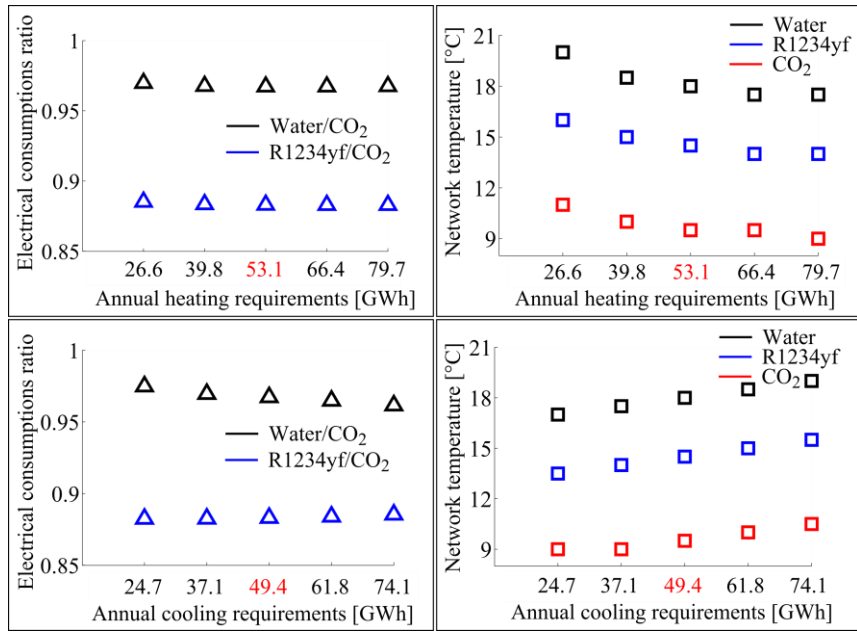 Electrical consumptions ratio
1
0.95
0.9
0.85
Water/CO₂
R1234yf/CO₂
26.6 39.8 53.1 66.4 79.7
Annual heating requirements [GWh]
Network temperature [°C]
21
18
15
12
9
Water
R1234yf
CO₂
26.6 39.8 53.1 66.4 79.7
Annual heating requirements [GWh]
Electrical consumptions ratio
1
0.95
0.9
0.85
Water/CO₂
R1234yf/CO₂
24.7 37.1 49.4 61.8 74.1
Annual cooling requirements [GWh]
Network temperature [°C]
21
18
15
12
9
Water
R1234yf
CO₂
24.7 37.1 49.4 61.8 74.1
Annual cooling requirements [GWh]